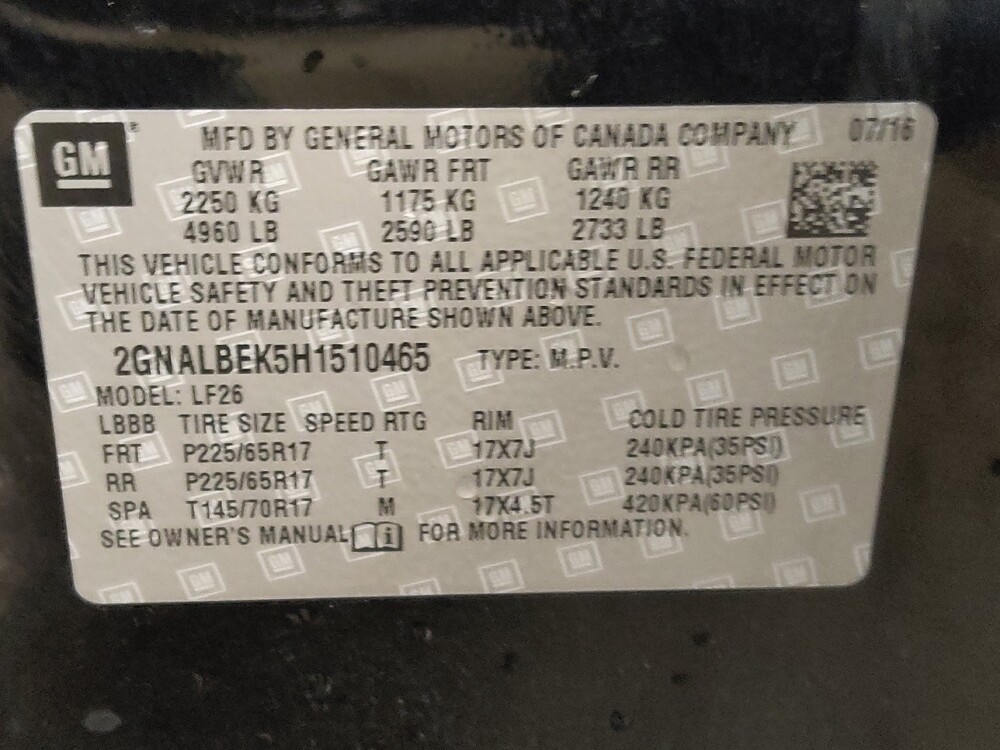 GM MFD BY GENERAL MOTORS OF CANADA COMPANY 07/16
GVWR GAWR FRT GAWR RR
2250 KG 1175 KG 1240 KG
4960 LB 2590 LB 2733 LB
THIS VEHICLE CONFORMS TO ALL APPLICABLE U.S. FEDERAL MOTOR
VEHICLE SAFETY AND THEFT PREVENTION STANDARDS IN EFFECT ON
THE DATE OF MANUFACTURE SHOWN ABOVE.
2GNALBEK5H1510465 TYPE: M.P.V.
MODEL: LF26
LBBB TIRE SIZE SPEED RTG RIM COLD TIRE PRESSURE
FRT P225/65R17 T 17X7J 240KPA(35PSI)
RR P225/65R17 T 17X7J 240KPA(35PSI)
SPA T145/70R17 M 17X4.5T 420KPA(60PSI)
SEE OWNER'S MANUAL i FOR MORE INFORMATION.